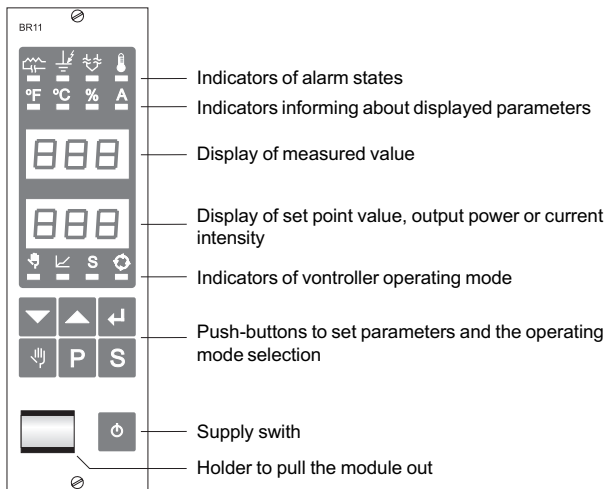 BR11
Indicators of alarm states
°F °C % A
Indicators informing about displayed parameters
888
Display of measured value
888
Display of set point value, output power or current
intensity
S
Indicators of vontroller operating mode
Push-buttons to set parameters and the operating
mode selection
P S
Supply swith
Holder to pull the module out